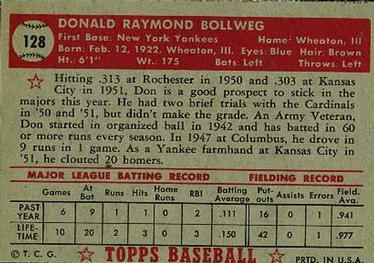 128
DONALD RAYMOND BOLLWEG
First Base: New York Yankees Home: Wheaton, Ill
Born: Feb. 12, 1922, Wheaton, Ill. Eyes: Blue Hair: Brown
Ht.: 6'1" Wt.: 175 Bats: Left Throws: Left
Hitting .313 at Rochester in 1950 and .303 at Kansas
City in 1951, Don is a good prospect to stick in the
majors this year. He had two brief trials with the Cardinals
in '50 and '51, but didn't make the grade. An Army Veteran,
Don started in organized ball in 1942 and has batted in 60
or more runs every season. In 1947 at Columbus, he drove in
9 runs in 1 game. As a Yankee farmhand at Kansas City in
'51, he clouted 20 homers.
MAJOR LEAGUE BATTING RECORD FIELDING RECORD
Games At Bat Runs Hits Home Runs RBI Batting Average Put-outs Assists Errors Field. Avg.
PAST YEAR 6 9 1 1 0 2 .111 16 0 1 .941
LIFE-TIME 10 20 2 3 0 2 .150 42 0 1 .977
© T. C. G. TOPPS BASEBALL PRTD. IN U.S.A.